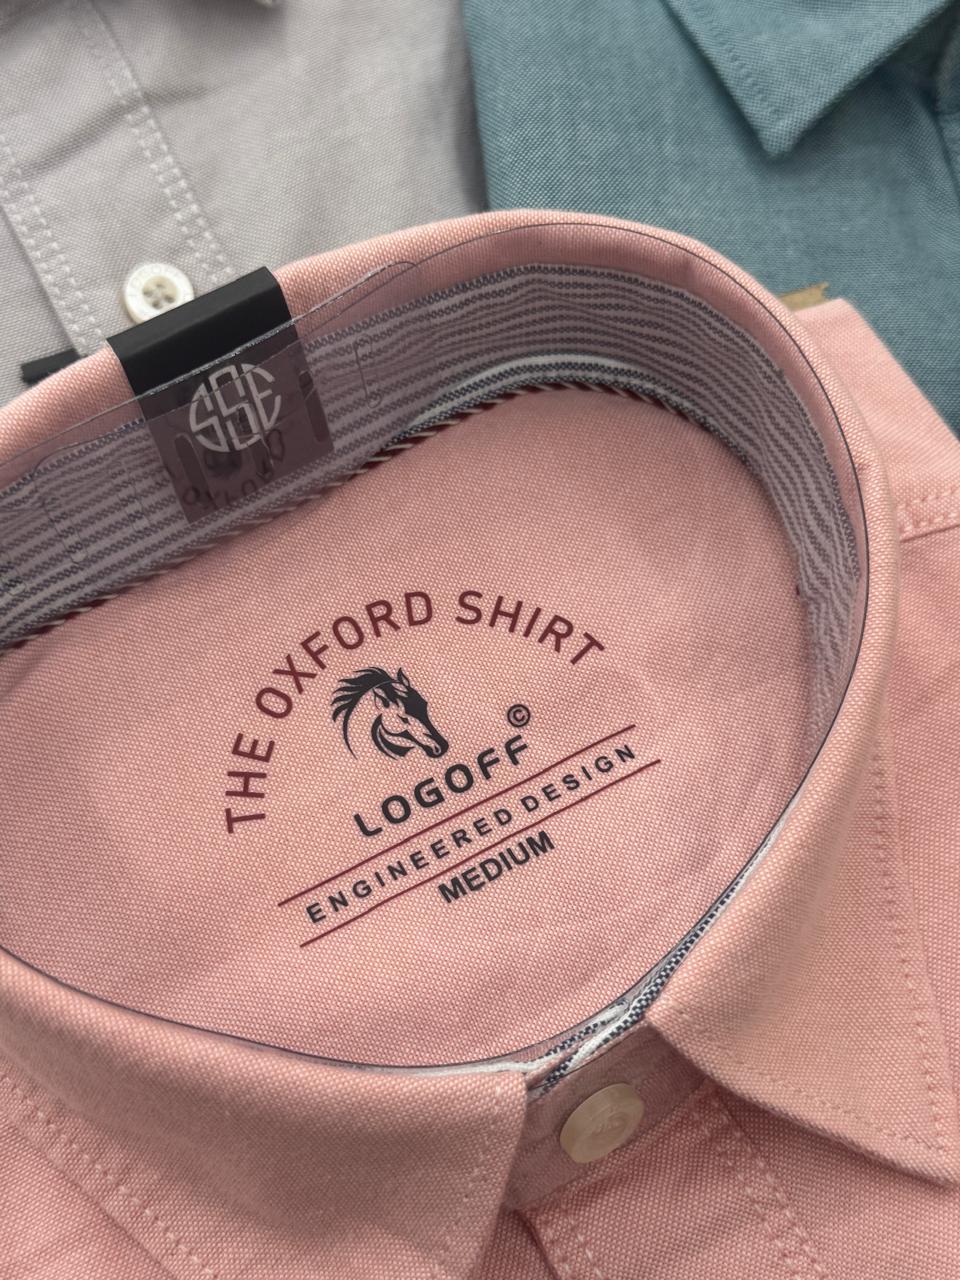 THE OXFORD SHIRT
©
LOGOFF
ENGINEERED DESIGN
MEDIUM